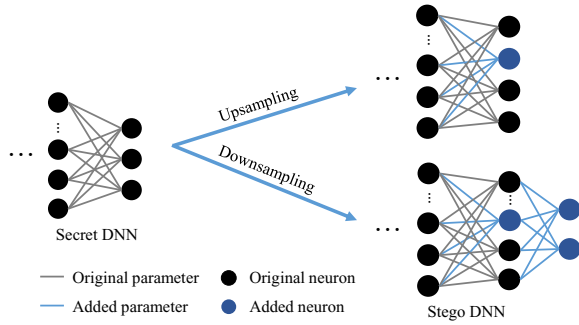 Upsampling
Downsampling
Secret DNN
Original parameter
Original neuron
Added parameter
Added neuron
Stego DNN